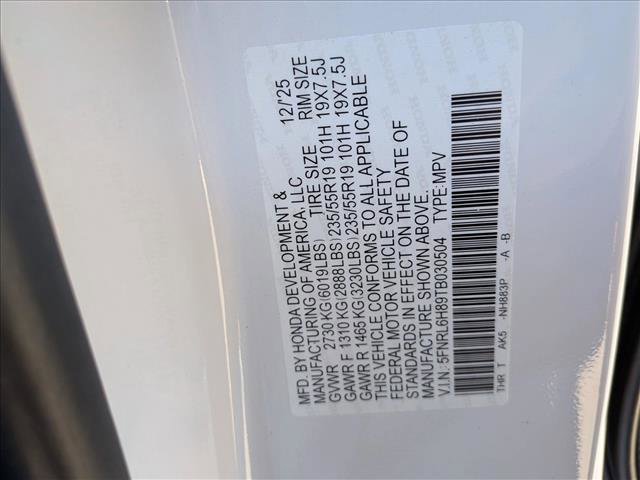 MFD. BY HONDA DEVELOPMENT & 12/'25
MANUFACTURING OF AMERICA, LLC TIRE SIZE RIM SIZE
GVWR 2730 KG(6019LBS)
GAWR F 1310 KG(2888LBS) 235/55R19 101H 19X7.5J
GAWR R 1465 KG(3230LBS) 235/55R19 101H 19X7.5J
THIS VEHICLE CONFORMS TO ALL APPLICABLE
FEDERAL MOTOR VEHICLE SAFETY
STANDARDS IN EFFECT ON THE DATE OF
MANUFACTURE SHOWN ABOVE.
V.I.N: 5FNRL6H89TB030504 TYPE: MPV
THR T AK5 -NH883P -A -B